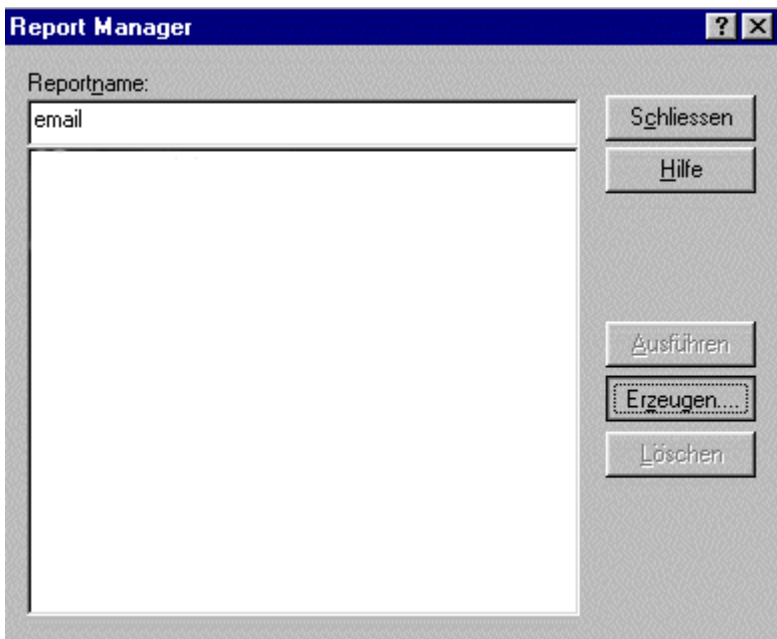 Report Manager
Reportname:
email
Schliessen
Hilfe
Ausführen
Erzeugen....
Löschen